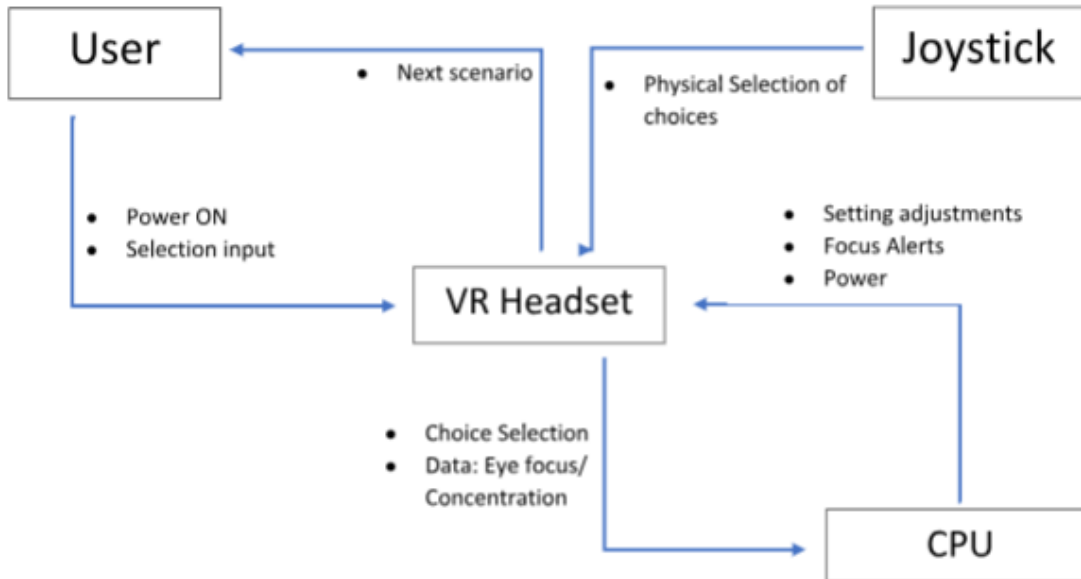 User
Joystick
• Next scenario
• Physical Selection of
choices
• Power ON
• Selection input
• Setting adjustments
• Focus Alerts
• Power
VR Headset
• Choice Selection
• Data: Eye focus/
Concentration
CPU